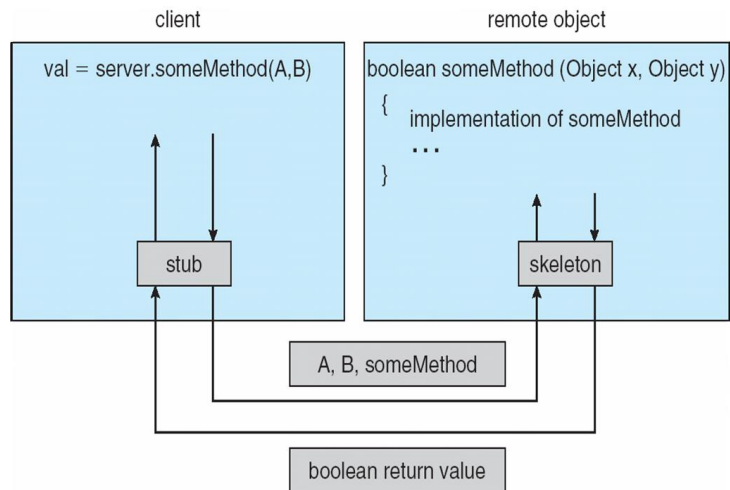 client
remote object
val = server.someMethod(A,B)
boolean someMethod (Object x, Object y)
{
implementation of someMethod
...
}
stub
skeleton
A, B, someMethod
boolean return value